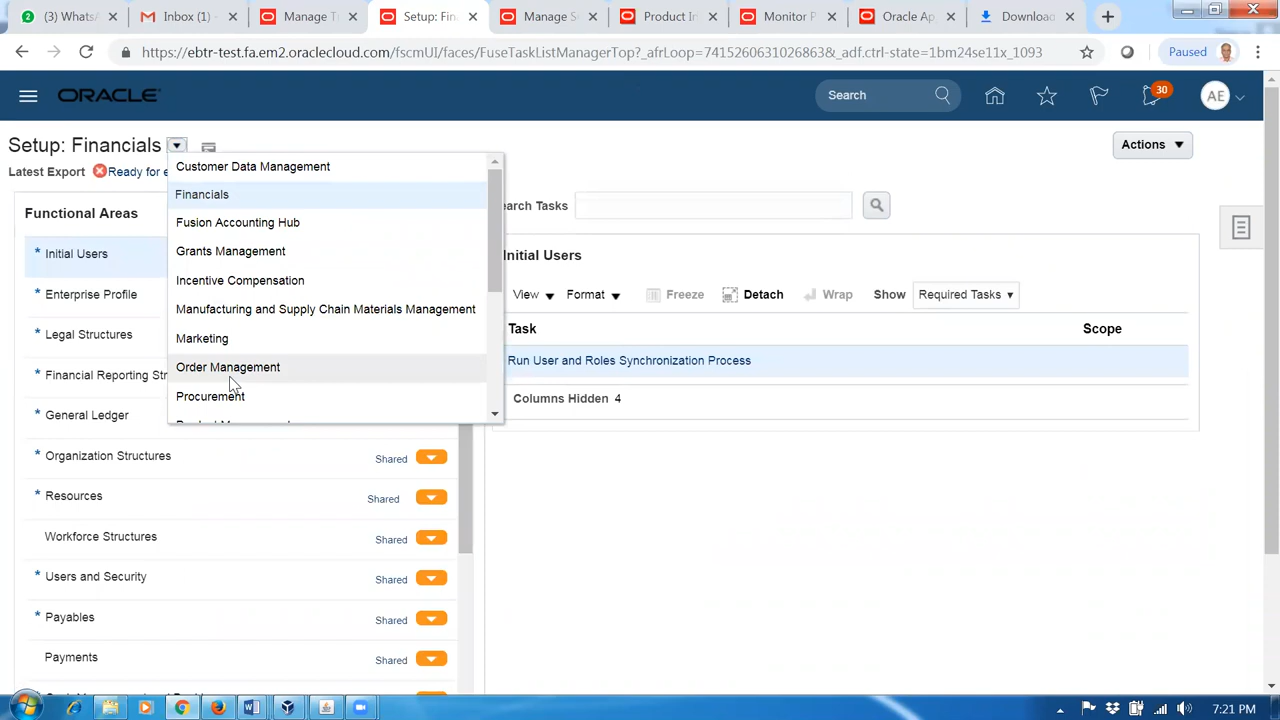 (3) WhatsA
Inbox (1) -
Manage Tr
Setup: Fina
Manage Se
Product In
Monitor P
Oracle Ap
Download
https://ebtr-test.fa.em2.oraclecloud.com/fscmUI/faces/FuseTaskListManagerTop?_afrLoop=7415260631026863&_adf.ctrl-state=1bm24se11x_1093
Paused
ORACLE
Search
30
AE
Setup: Financials
Actions
Latest Export
Ready for e
Customer Data Management
Financials
Fusion Accounting Hub
Grants Management
Incentive Compensation
Manufacturing and Supply Chain Materials Management
Marketing
Order Management
Procurement
Functional Areas
* Initial Users
* Enterprise Profile
* Legal Structures
* Financial Reporting Str
* General Ledger
* Organization Structures Shared
* Resources Shared
Workforce Structures Shared
* Users and Security Shared
* Payables Shared
Payments Shared
earch Tasks
Initial Users
View Format Freeze Detach Wrap Show Required Tasks
Task Scope
Run User and Roles Synchronization Process
Columns Hidden 4
7:21 PM